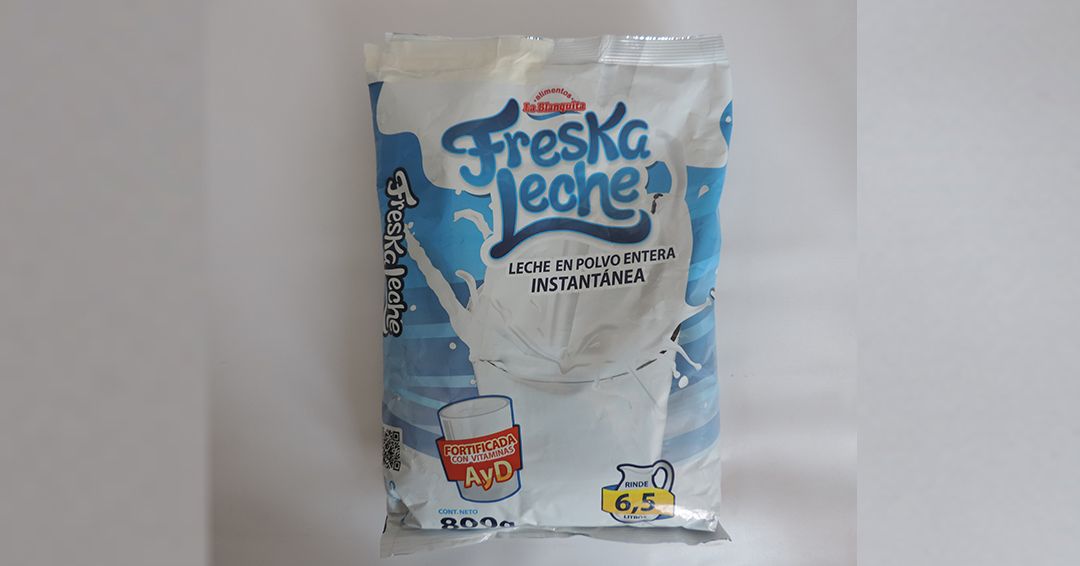 alimentos
La Blanquita
Freska
Leche
LECHE EN POLVO ENTERA
INSTANTÁNEA
Freska Leche
FORTIFICADA
CON VITAMINAS
A y D
CONT. NETO
800g
RINDE
6,5
LITROS